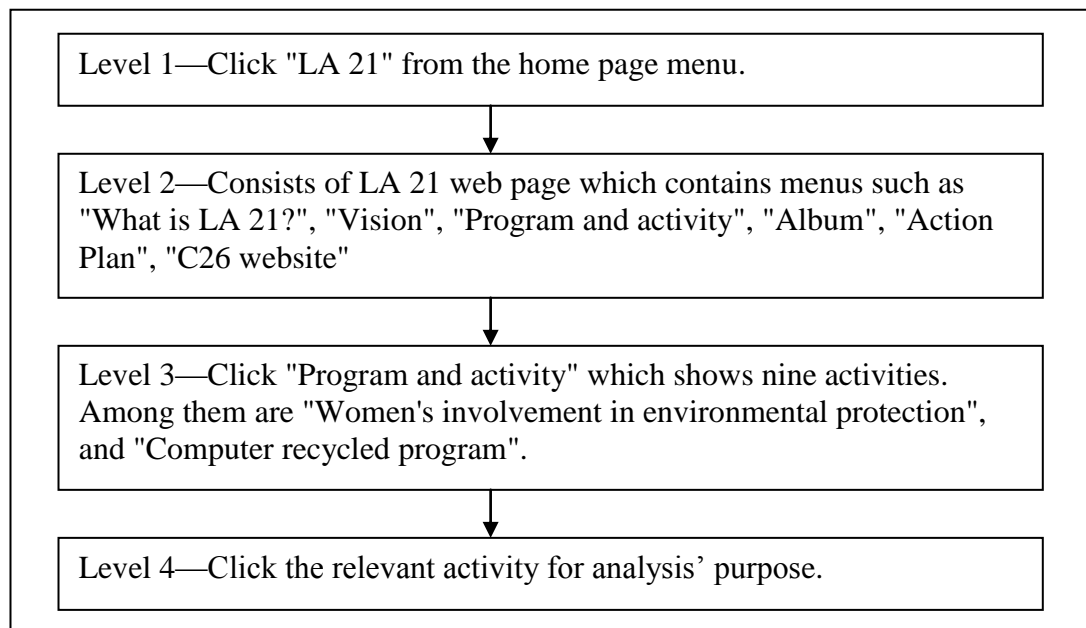 Level 1—Click "LA 21" from the home page menu.
Level 2—Consists of LA 21 web page which contains menus such as
"What is LA 21?", "Vision", "Program and activity", "Album", "Action
Plan", "C26 website"
Level 3—Click "Program and activity" which shows nine activities.
Among them are "Women's involvement in environmental protection",
and "Computer recycled program".
Level 4—Click the relevant activity for analysis’ purpose.